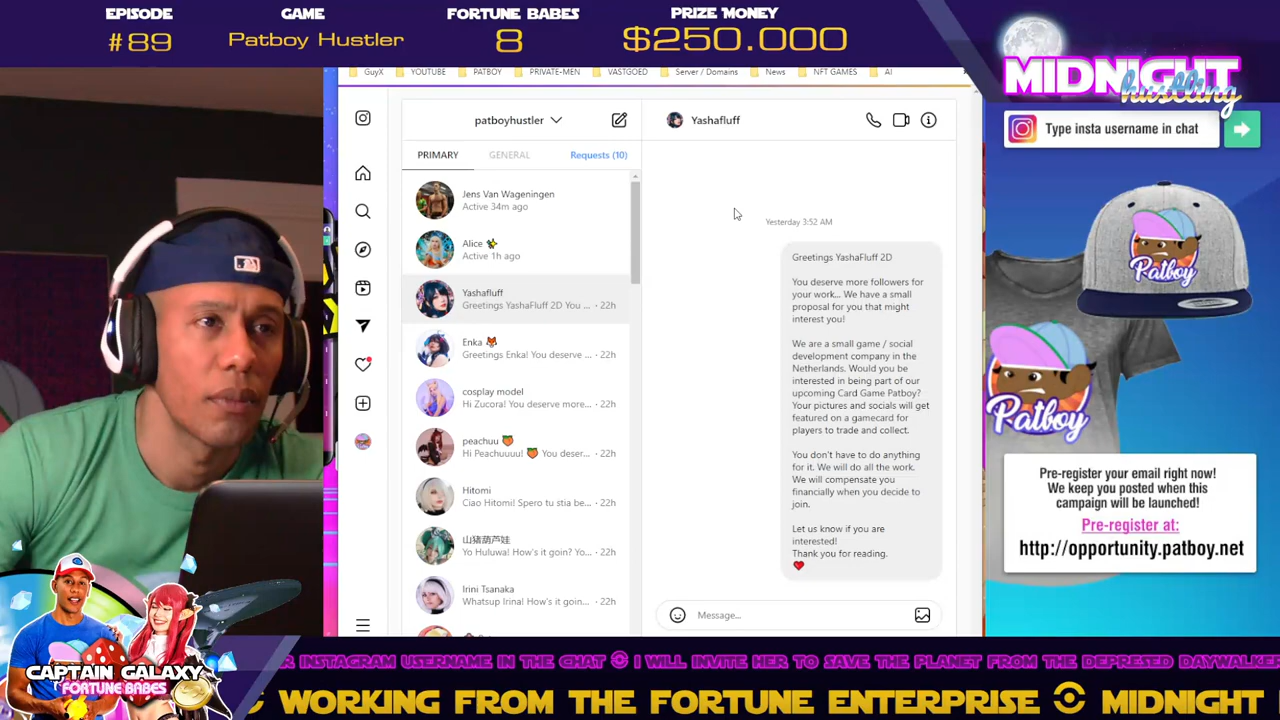 EPISODE
#89
GAME
Patboy Hustler
FORTUNE BABES
8
PRIZE MONEY
$250.000
MIDNIGHT
hustling
Type insta username in chat
GuyX
YOUTUBE
PATBOY
PRIVATE-MEN
VASTGOED
Server / Domains
News
NFT GAMES
AI
patboyhustler
PRIMARY
GENERAL
Requests (10)
Jens Van Wageningen
Active 34m ago
Alice
Active 1h ago
Yashafluff
Greetings YashaFluff 2D You ... · 22h
Enka
Greetings Enka! You deserve ... · 22h
cosplay model
Hi Zucora! You deserve more... · 22h
peachuu
Hi Peachuuuu! You deser... · 22h
Hitomi
Ciao Hitomi! Spero tu stia be... · 22h
山猪葫芦娃
Yo Huluwa! How's it goin? Yo... · 22h
Irini Tsanaka
Whatsup Irina! How's it goin... · 22h
Yashafluff
Yesterday 3:52 AM
Greetings YashaFluff 2D
You deserve more followers for
your work... We have a small
proposal for you that might
interest you!
We are a small game / social
development company in the
Netherlands. Would you be
interested in being part of our
upcoming Card Game Patboy?
Your pictures and socials will get
featured on a gamecard for
players to trade and collect.
You don't have to do anything
for it. We will do all the work.
We will compensate you
financially when you decide to
join.
Let us know if you are
interested!
Thank you for reading.
Message...
Patboy
Patboy
Pre-register your email right now!
We keep you posted when this
campaign will be launched!
Pre-register at:
http://opportunity.patboy.net
CAPTAIN GALAXY
FORTUNE BABES
R INSTAGRAM USERNAME IN THE CHAT I WILL INVITE HER TO SAVE THE PLANET FROM THE DEPRESED DAYWALKE
WORKING FROM THE FORTUNE ENTERPRISE MIDNIGHT